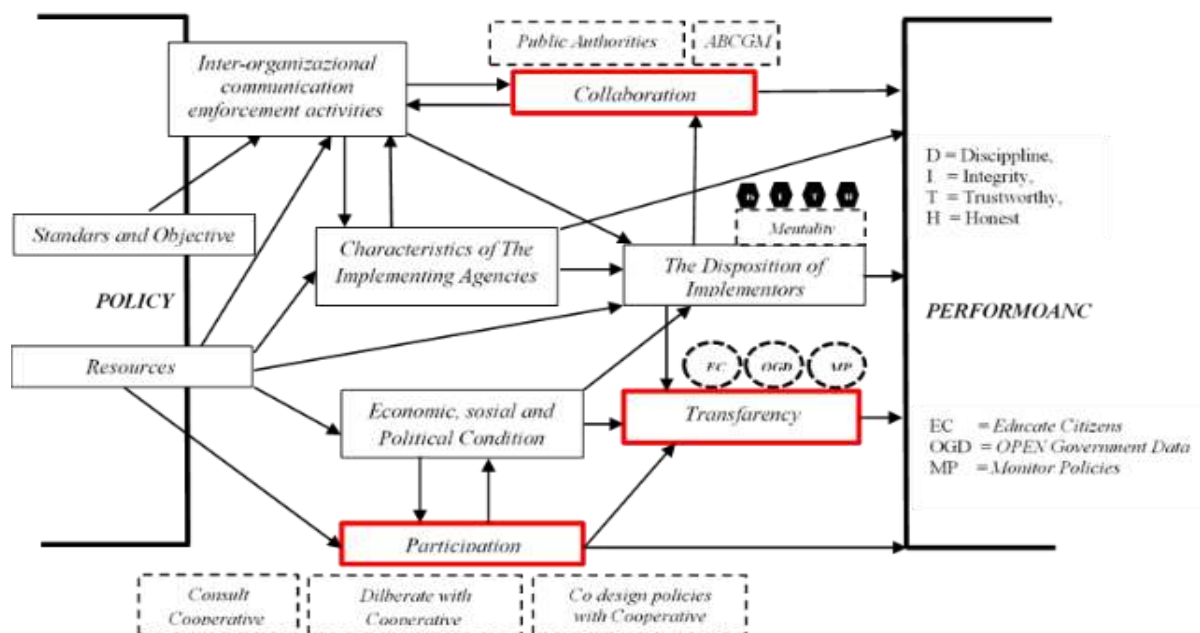 Public Authorities
ABCGM
Inter-organizazional
communication
emforcement activities
Collaboration
D = Discippline,
I = Integrity,
T = Trustworthy,
H = Honest
D I T H
Mentality
Standars and Objective
Characteristics of The
Implementing Agencies
The Disposition of
Implementors
POLICY
PERFORMOANC
Resources
EC
OGD
MP
Economic, sosial and
Political Condition
Transfarency
EC = Educate Citizens
OGD = OPEN Government Data
MP = Monitor Policies
Participation
Consult
Cooperative
Dilberate with
Cooperative
Co design policies
with Cooperative